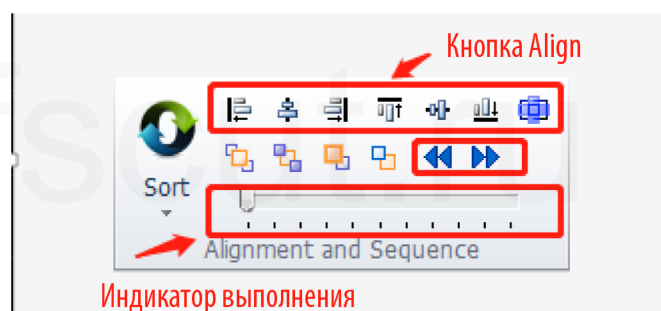 Кнопка Align
Sort
Alignment and Sequence
Индикатор выполнения